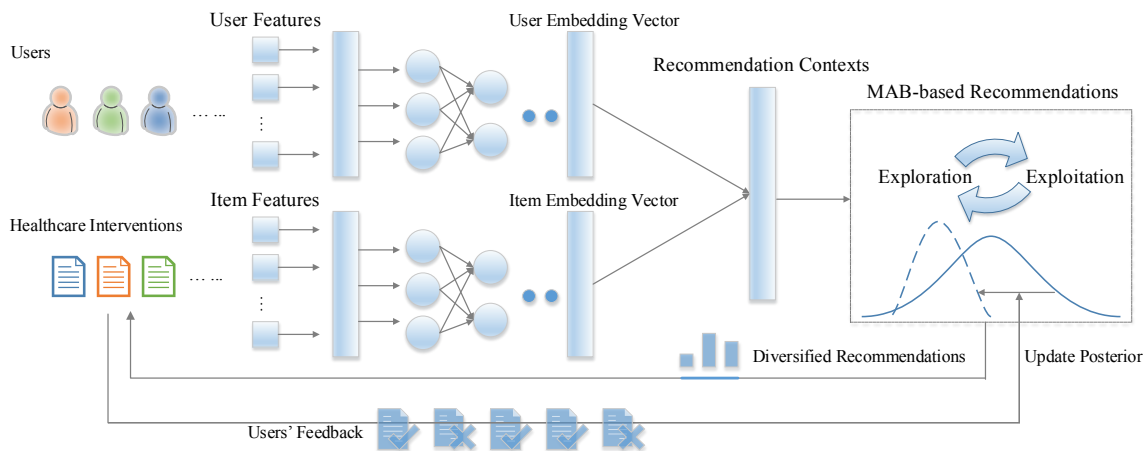 User Features
User Embedding Vector
Users
Recommendation Contexts
MAB-based Recommendations
... ...
⋮
Exploration
Exploitation
Item Features
Item Embedding Vector
Healthcare Interventions
... ...
⋮
Diversified Recommendations
Update Posterior
Users' Feedback